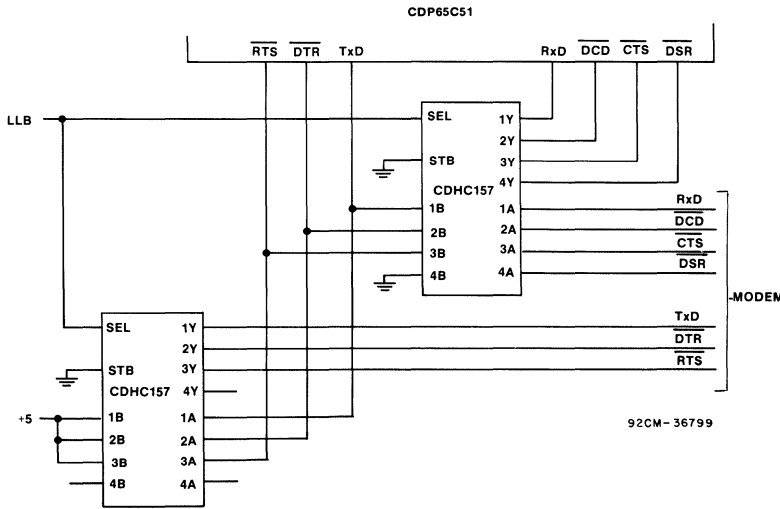 CDP65C51
RTS DTR TxD RxD DCD CTS DSR
LLB
SEL 1Y
2Y
STB 3Y
4Y
CDHC157
RxD
1B 1A
DCD
2B 2A
CTS
3B 3A
DSR
4B 4A
MODEM
TxD
SEL 1Y
DTR
2Y
RTS
STB 3Y
CDHC157 4Y
+5 1B 1A
2B 2A
3B 3A
4B 4A
92CM-36799